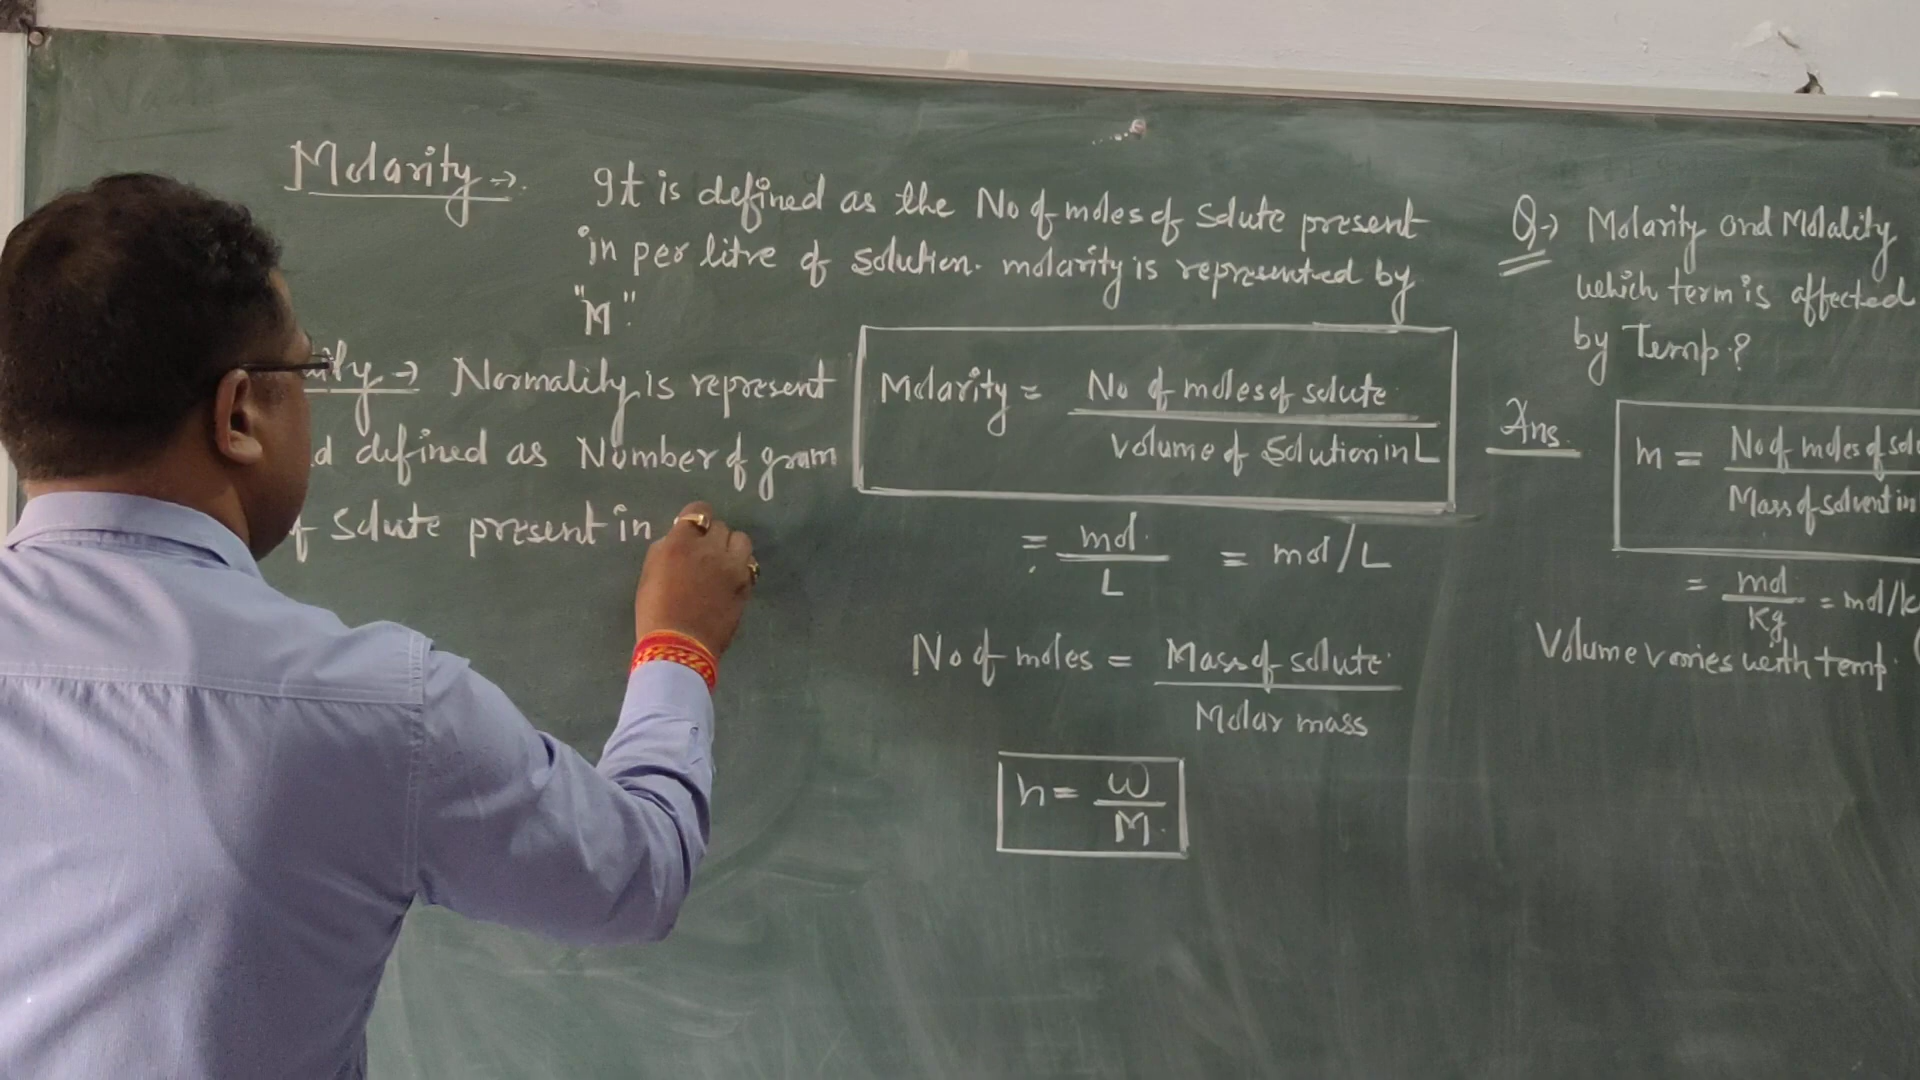 Molarity → It is defined as the No of moles of solute present
in per litre of solution. molarity is represented by
"M"
Normality is represent
defined as Number of gram
solute present in
Molarity = No of moles of solute
Volume of Solution in L
= mol / L = mol/L
No of moles = Mass of solute
Molar mass
n = w
M
Q→ Molarity and Molality
which term is affected
by Temp.?
Ans.
m = No of moles of
Mass of solvent in
= mol
Kg = mol/
Volume varies with temp.